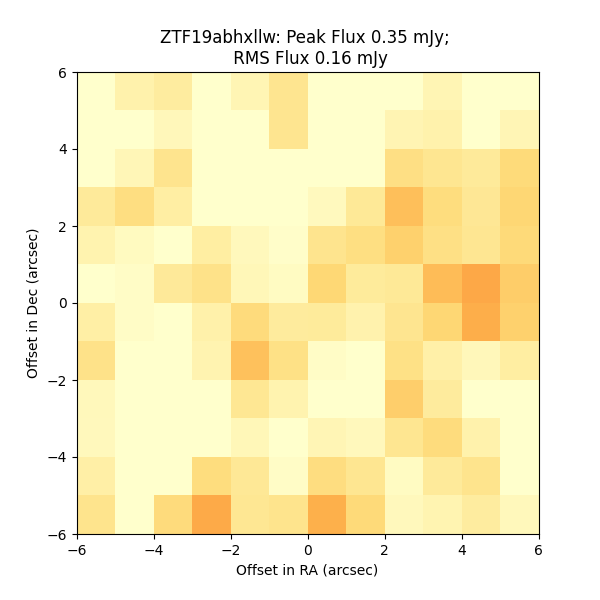 ZTF19abhxllw: Peak Flux 0.35 mJy;
RMS Flux 0.16 mJy
6
4
2
0
−2
−4
−6
Offset in Dec (arcsec)
−6 −4 −2 0 2 4 6
Offset in RA (arcsec)